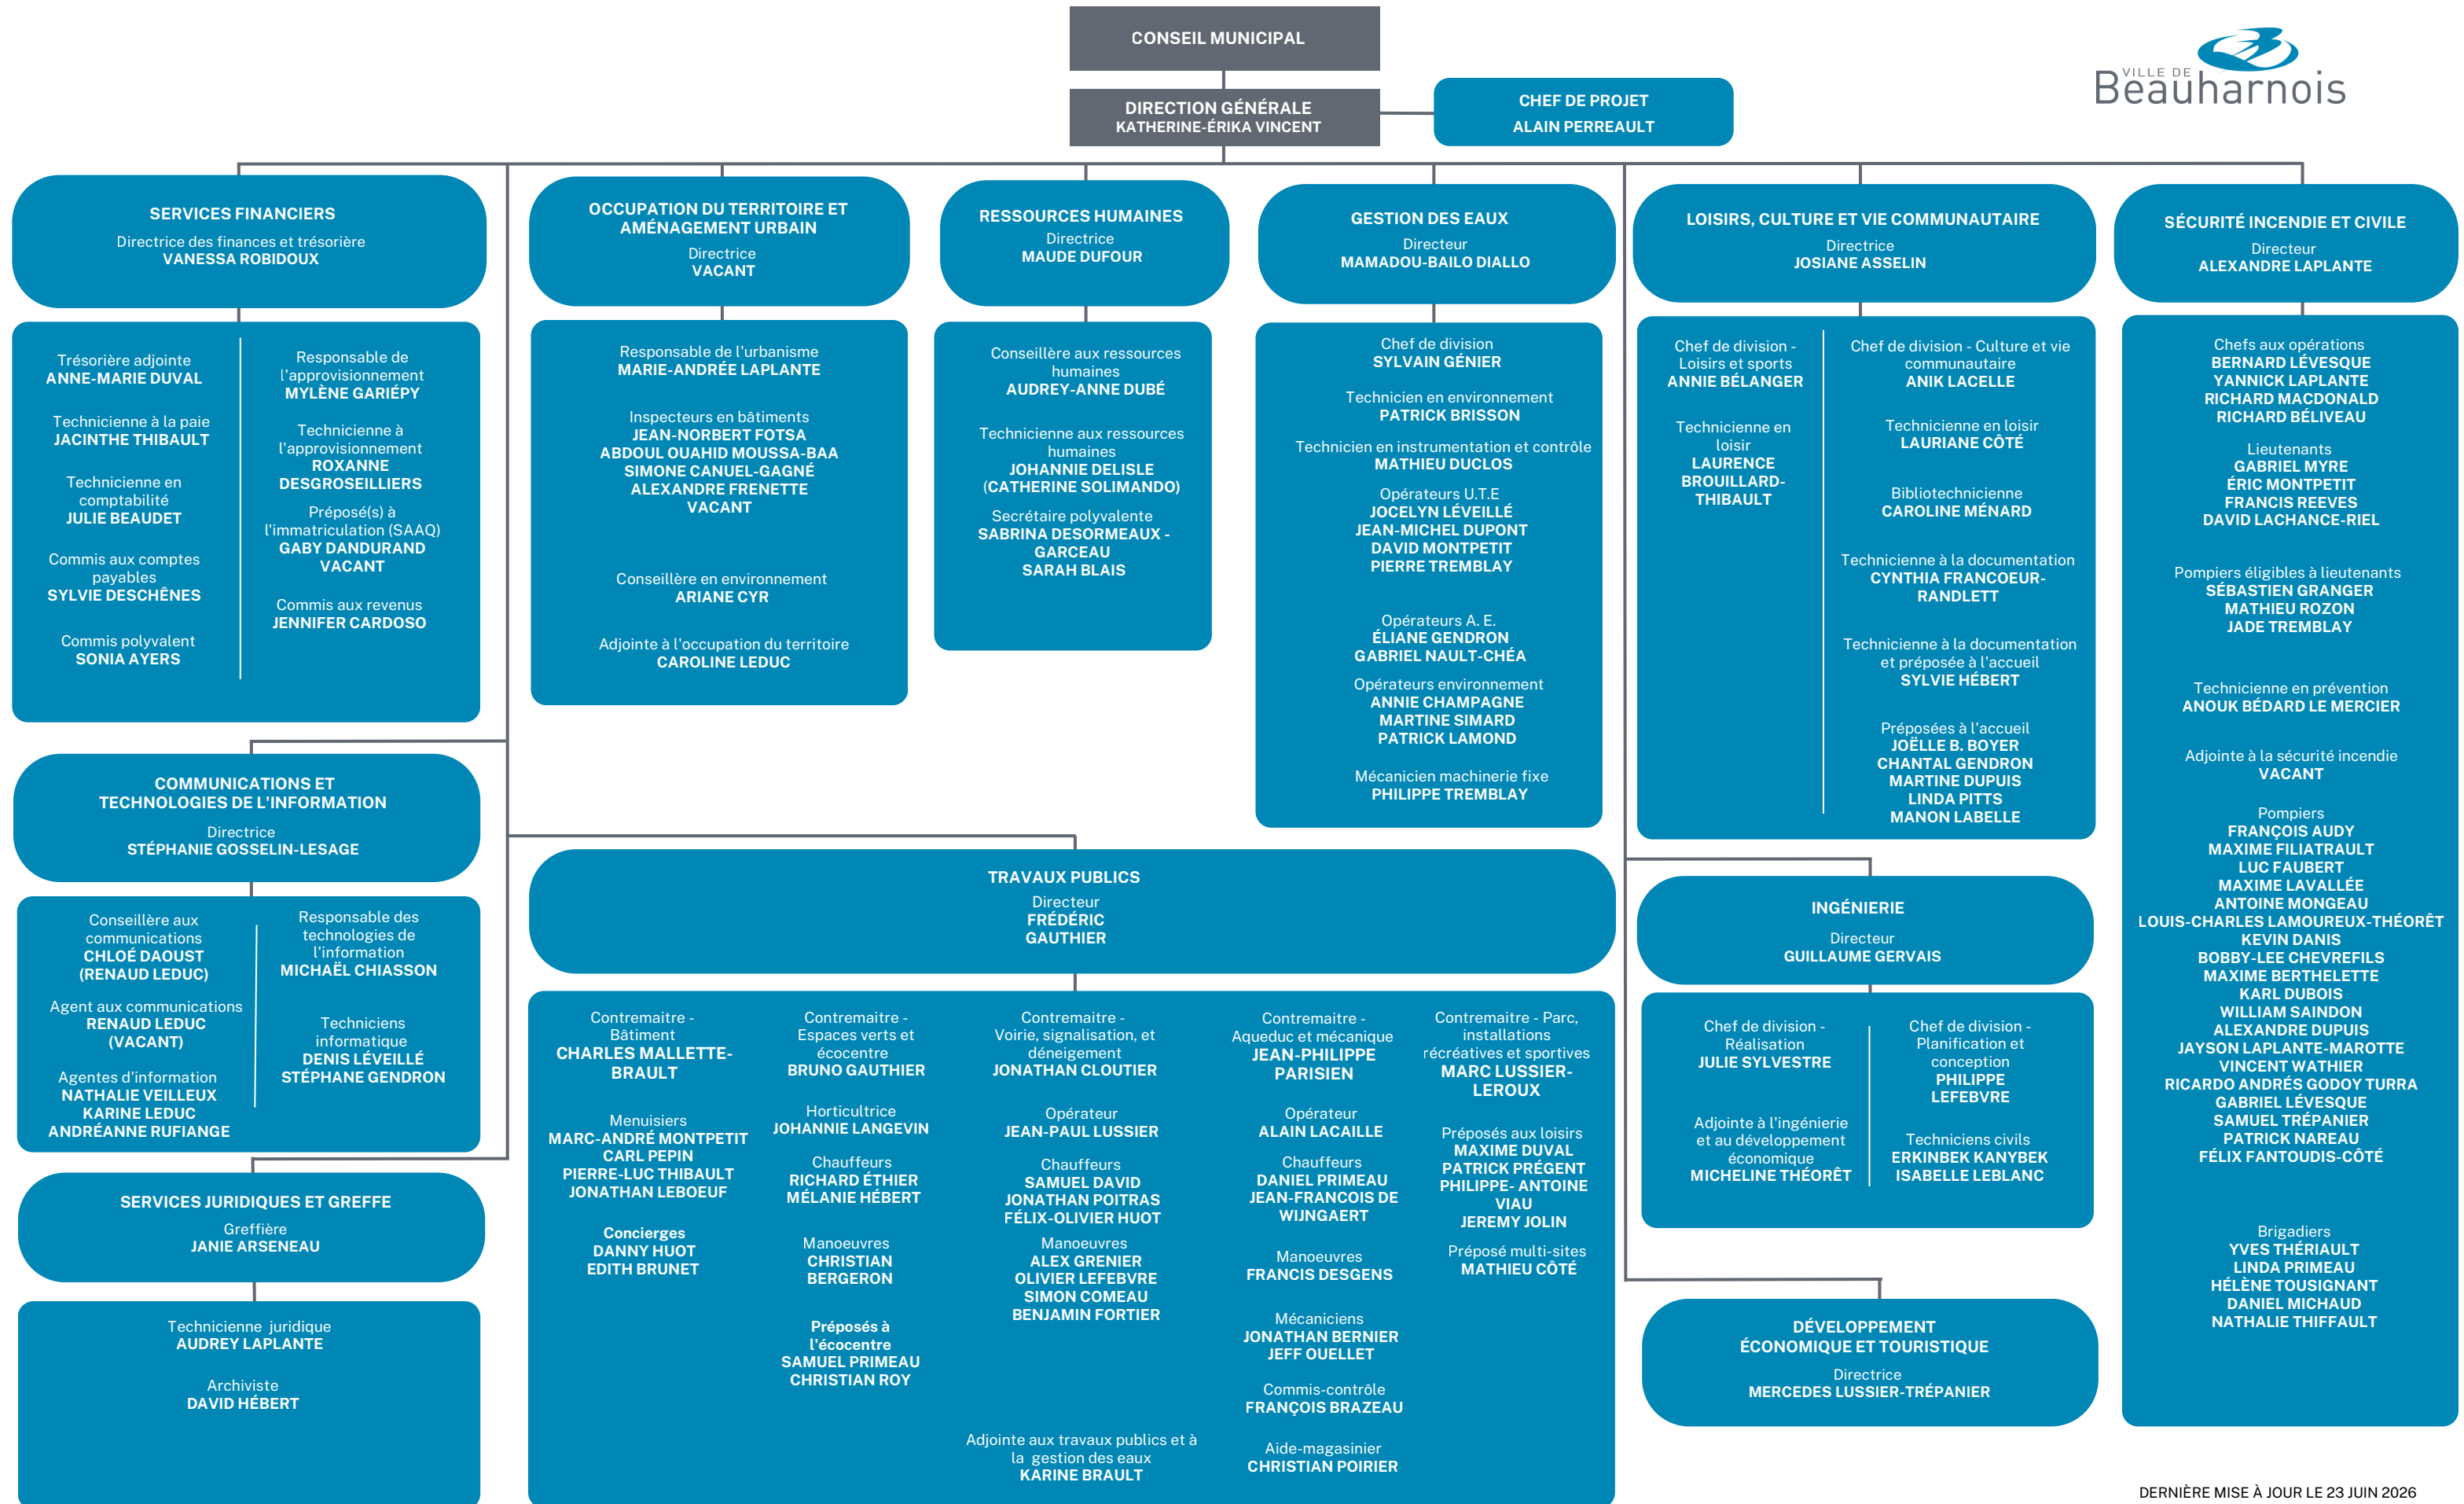 CONSEIL MUNICIPAL
DIRECTION GÉNÉRALE
KATHERINE-ÉRIKA VINCENT
CHEF DE PROJET
ALAIN PERREAULT
VILLE DE
Beauharnois
SERVICES FINANCIERS
Directrice des finances et trésorière
VANESSA ROBIDOUX
Trésorière adjointe
ANNE-MARIE DUVAL
Technicienne à la paie
JACINTHE THIBAULT
Technicienne en
comptabilité
JULIE BEAUDET
Commis aux comptes
payables
SYLVIE DESCHÊNES
Commis polyvalent
SONIA AYERS
Responsable de
l'approvisionnement
MYLÈNE GARIÉPY
Technicienne à
l'approvisionnement
ROXANNE
DESGROSEILLIERS
Préposé(s) à
l'immatriculation (SAAQ)
GABY DANDURAND
VACANT
Commis aux revenus
JENNIFER CARDOSO
OCCUPATION DU TERRITOIRE ET
AMÉNAGEMENT URBAIN
Directrice
VACANT
Responsable de l'urbanisme
MARIE-ANDRÉE LAPLANTE
Inspecteurs en bâtiments
JEAN-NORBERT FOTSA
ABDOUL OUAHID MOUSSA-BAA
SIMONE CANUEL-GAGNÉ
ALEXANDRE FRENETTE
VACANT
Conseillère en environnement
ARIANE CYR
Adjointe à l'occupation du territoire
CAROLINE LEDUC
RESSOURCES HUMAINES
Directrice
MAUDE DUFOUR
Conseillère aux ressources
humaines
AUDREY-ANNE DUBÉ
Technicienne aux ressources
humaines
JOHANNIE DELISLE
(CATHERINE SOLIMANDO)
Secrétaire polyvalente
SABRINA DESORMEAUX -
GARCEAU
SARAH BLAIS
GESTION DES EAUX
Directeur
MAMADOU-BAILO DIALLO
Chef de division
SYLVAIN GÉNIER
Technicien en environnement
PATRICK BRISSON
Technicien en instrumentation et contrôle
MATHIEU DUCLOS
Opérateurs U.T.E
JOCELYN LÉVEILLÉ
JEAN-MICHEL DUPONT
DAVID MONTPETIT
PIERRE TREMBLAY
Opérateurs A. E.
ÉLIANE GENDRON
GABRIEL NAULT-CHÉA
Opérateurs environnement
ANNIE CHAMPAGNE
MARTINE SIMARD
PATRICK LAMOND
Mécanicien machinerie fixe
PHILIPPE TREMBLAY
LOISIRS, CULTURE ET VIE COMMUNAUTAIRE
Directrice
JOSIANE ASSELIN
Chef de division -
Loisirs et sports
ANNIE BÉLANGER
Technicienne en
loisir
LAURENCE
BROUILLARD-
THIBAULT
Chef de division - Culture et vie
communautaire
ANIK LACELLE
Technicienne en loisir
LAURIANE CÔTÉ
Bibliotechnicienne
CAROLINE MÉNARD
Technicienne à la documentation
CYNTHIA FRANCOEUR-
RANDLETT
Technicienne à la documentation
et préposée à l'accueil
SYLVIE HÉBERT
Préposées à l'accueil
JOËLLE B. BOYER
CHANTAL GENDRON
MARTINE DUPUIS
LINDA PITTS
MANON LABELLE
SÉCURITÉ INCENDIE ET CIVILE
Directeur
ALEXANDRE LAPLANTE
Chefs aux opérations
BERNARD LÉVESQUE
YANNICK LAPLANTE
RICHARD MACDONALD
RICHARD BÉLIVEAU
Lieutenants
GABRIEL MYRE
ÉRIC MONTPETIT
FRANCIS REEVES
DAVID LACHANCE-RIEL
Pompiers éligibles à lieutenants
SÉBASTIEN GRANGER
MATHIEU ROZON
JADE TREMBLAY
Technicienne en prévention
ANOUK BÉDARD LE MERCIER
Adjointe à la sécurité incendie
VACANT
Pompiers
FRANÇOIS AUDY
MAXIME FILIATRAULT
LUC FAUBERT
MAXIME LAVALLÉE
ANTOINE MONGEAU
LOUIS-CHARLES LAMOUREUX-THÉORÊT
KEVIN DANIS
BOBBY-LEE CHEVREFILS
MAXIME BERTHELETTE
KARL DUBOIS
WILLIAM SAINDON
ALEXANDRE DUPUIS
JAYSON LAPLANTE-MAROTTE
VINCENT WATHIER
RICARDO ANDRÉS GODOY TURRA
GABRIEL LÉVESQUE
SAMUEL TRÉPANIER
PATRICK NAREAU
FÉLIX FANTOUDIS-CÔTÉ
Brigadiers
YVES THÉRIAULT
LINDA PRIMEAU
HÉLÈNE TOUSIGNANT
DANIEL MICHAUD
NATHALIE THIFFAULT
COMMUNICATIONS ET
TECHNOLOGIES DE L'INFORMATION
Directrice
STÉPHANIE GOSSELIN-LESAGE
Conseillère aux
communications
CHLOÉ DAOUST
(RENAUD LEDUC)
Agent aux communications
RENAUD LEDUC
(VACANT)
Agentes d'information
NATHALIE VEILLEUX
KARINE LEDUC
ANDRÉANNE RUFIANGE
Responsable des
technologies de
l'information
MICHAËL CHIASSON
Techniciens
informatique
DENIS LÉVEILLÉ
STÉPHANE GENDRON
SERVICES JURIDIQUES ET GREFFE
Greffière
JANIE ARSENEAU
Technicienne juridique
AUDREY LAPLANTE
Archiviste
DAVID HÉBERT
TRAVAUX PUBLICS
Directeur
FRÉDÉRIC
GAUTHIER
Contremaitre -
Bâtiment
CHARLES MALLETTE-
BRAULT
Menuisiers
MARC-ANDRÉ MONTPETIT
CARL PEPIN
PIERRE-LUC THIBAULT
JONATHAN LEBOEUF
Concierges
DANNY HUOT
EDITH BRUNET
Contremaitre -
Espaces verts et
écocentre
BRUNO GAUTHIER
Horticultrice
JOHANNIE LANGEVIN
Chauffeurs
RICHARD ÉTHIER
MÉLANIE HÉBERT
Manoeuvres
CHRISTIAN
BERGERON
Préposés à
l'écocentre
SAMUEL PRIMEAU
CHRISTIAN ROY
Contremaitre -
Voirie, signalisation, et
déneigement
JONATHAN CLOUTIER
Opérateur
JEAN-PAUL LUSSIER
Chauffeurs
SAMUEL DAVID
JONATHAN POITRAS
FÉLIX-OLIVIER HUOT
Manoeuvres
ALEX GRENIER
OLIVIER LEFEBVRE
SIMON COMEAU
BENJAMIN FORTIER
Adjointe aux travaux publics et à
la gestion des eaux
KARINE BRAULT
Contremaitre -
Aqueduc et mécanique
JEAN-PHILIPPE
PARISIEN
Opérateur
ALAIN LACAILLE
Chauffeurs
DANIEL PRIMEAU
JEAN-FRANCOIS DE
WIJNGAERT
Manoeuvres
FRANCIS DESGENS
Mécaniciens
JONATHAN BERNIER
JEFF OUELLET
Commis-contrôle
FRANÇOIS BRAZEAU
Aide-magasinier
CHRISTIAN POIRIER
Contremaitre - Parc,
installations
récréatives et sportives
MARC LUSSIER-
LEROUX
Préposés aux loisirs
MAXIME DUVAL
PATRICK PRÉGENT
PHILIPPE- ANTOINE
VIAU
JEREMY JOLIN
Préposé multi-sites
MATHIEU CÔTÉ
INGÉNIERIE
Directeur
GUILLAUME GERVAIS
Chef de division -
Réalisation
JULIE SYLVESTRE
Adjointe à l'ingénierie
et au développement
économique
MICHELINE THÉORÊT
Chef de division -
Planification et
conception
PHILIPPE
LEFEBVRE
Techniciens civils
ERKINBEK KANYBEK
ISABELLE LEBLANC
DÉVELOPPEMENT
ÉCONOMIQUE ET TOURISTIQUE
Directrice
MERCEDES LUSSIER-TRÉPANIER
DERNIÈRE MISE À JOUR LE 23 JUIN 2026